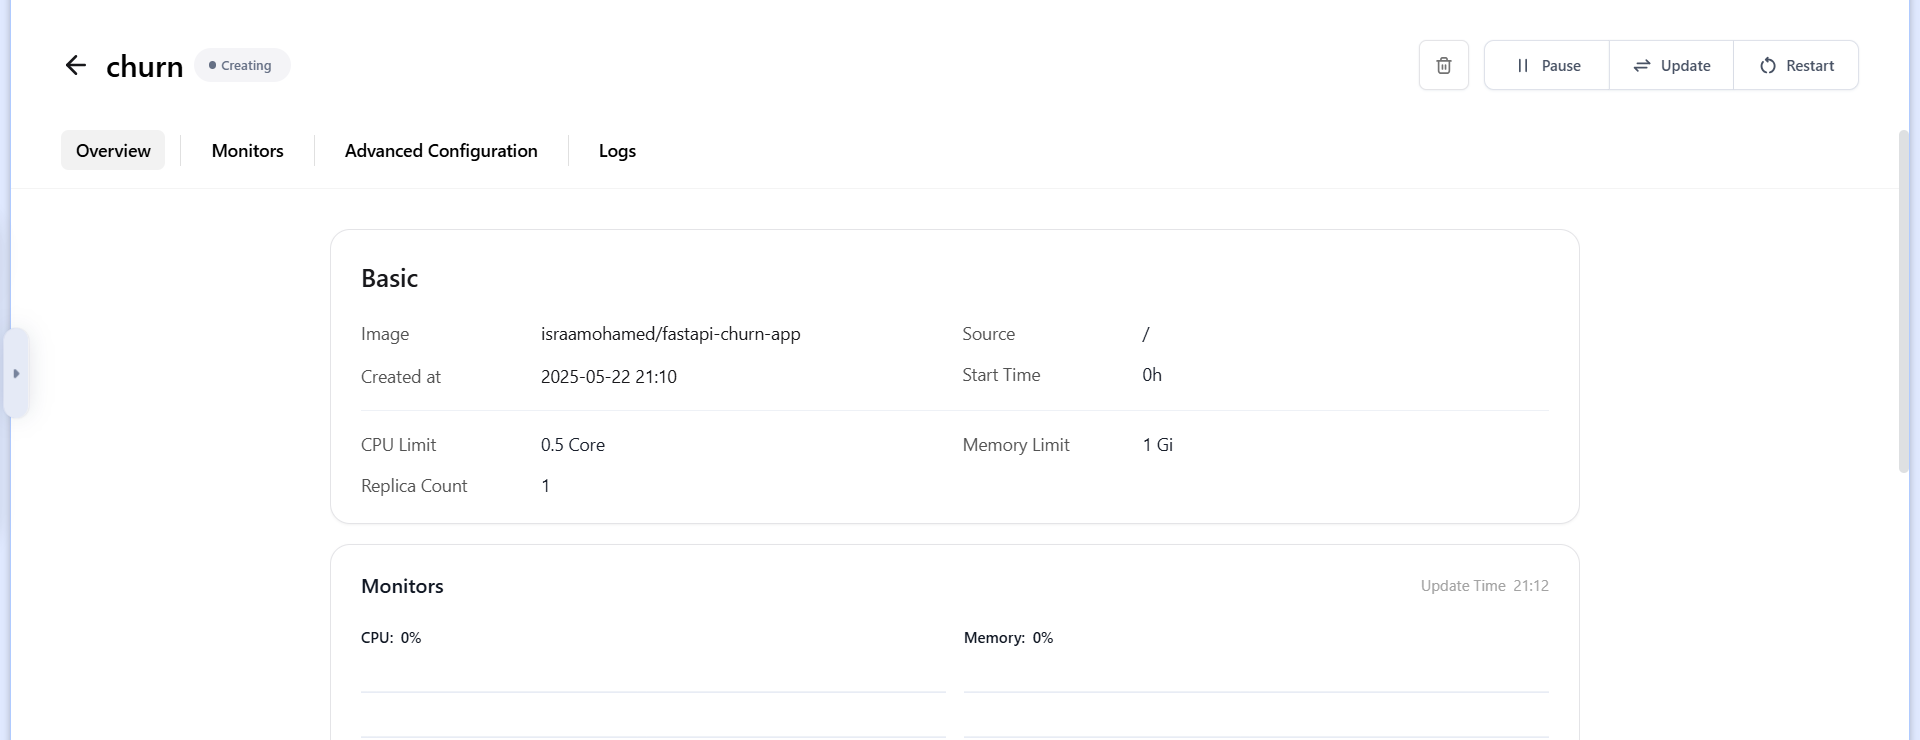 churn Creating
Pause Update Restart
Overview Monitors Advanced Configuration Logs
Basic
Image israamohamed/fastapi-churn-app Source /
Created at 2025-05-22 21:10 Start Time 0h
CPU Limit 0.5 Core Memory Limit 1 Gi
Replica Count 1
Monitors Update Time 21:12
CPU: 0% Memory: 0%